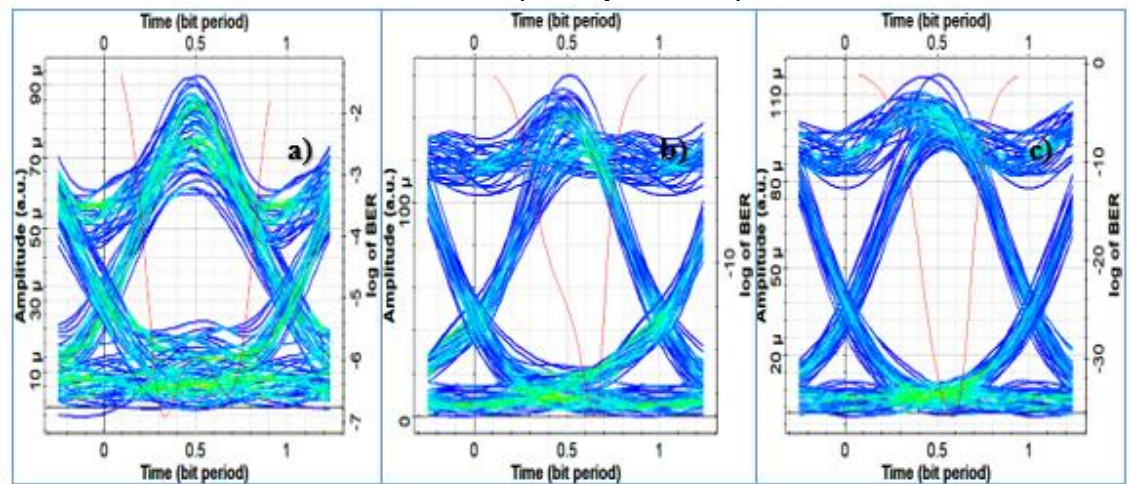 Time (bit period)
0 0.5 1
Amplitude (a.u.)
90 µ
70 µ
50 µ
30 µ
10 µ
a)
log of BER
-2
-3
-4
-5
-6
-7
0 0.5 1
Time (bit period)
Time (bit period)
0 0.5 1
Amplitude (a.u.)
100 µ
0
b)
log of BER
-10
0 0.5 1
Time (bit period)
Time (bit period)
0 0.5 1
Amplitude (a.u.)
110 µ
80 µ
50 µ
20 µ
c)
log of BER
0
-10
-20
-30
0 0.5 1
Time (bit period)